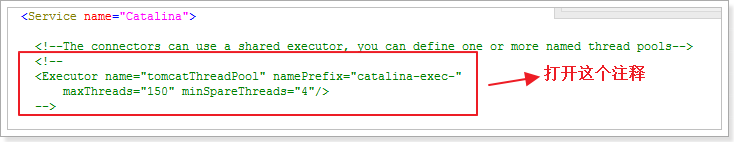 <Service name="Catalina">
<!--The connectors can use a shared executor, you can define one or more named thread pools-->
<!--
<Executor name="tomcatThreadPool" namePrefix="catalina-exec-"
maxThreads="150" minSpareThreads="4"/>
-->
打开这个注释